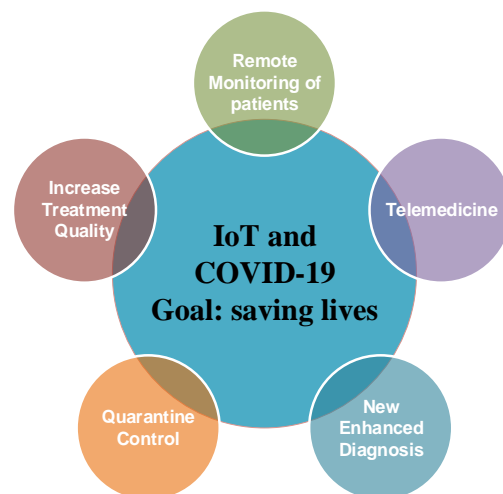 Remote
Monitoring of
patients
Increase
Treatment
Quality
Telemedicine
IoT and
COVID-19
Goal: saving lives
Quarantine
Control
New
Enhanced
Diagnosis